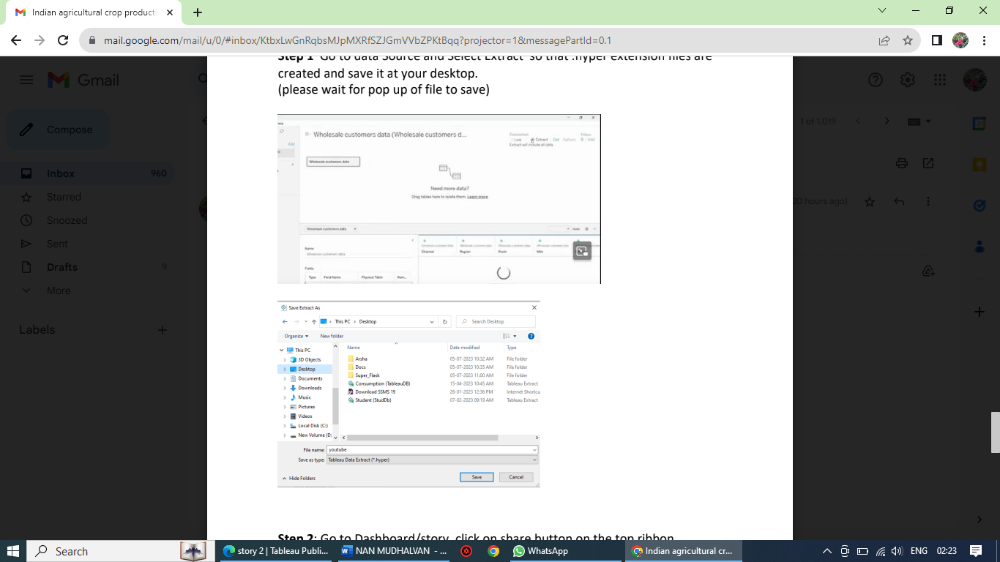 Indian agricultural crop producti
mail.google.com/mail/u/0/#inbox/KtbxLwGnRqbsMJpMXRfSZJGmVVbZPKtBqq?projector=1&messagePartId=0.1
Gmail
Compose
Inbox 960
Starred
Snoozed
Sent
Drafts 9
More
Labels
1 of 1,019
20 hours ago)
Step 1 Go to data Source and Select Extract so that .hyper extension files are
created and save it at your desktop.
(please wait for pop up of file to save)
Wholesale customers data (Wholesale customers d...
Connection
Live Extract Edit Refresh
Extract will include all data.
Filters
0 Add
Add
Wholesale customers data
Need more data?
Drag tables here to relate them. Learn more
Wholesale customers data
rows
Name
Wholesale customers data
Fields
Type Field Name Physical Table Rem...
Wholesale customers data Wholesale customers data Wholesale customers data Wholesale customers data
Channel Region Fresh Milk
Save Extract As
This PC Desktop
Search Desktop
Organize New folder
This PC
3D Objects
Desktop
Documents
Downloads
Music
Pictures
Videos
Local Disk (C:)
New Volume (D:
Name Date modified Type
Arsha 05-07-2023 10:32 AM File folder
Docs 05-07-2023 10:35 AM File folder
Super_Flask 05-07-2023 11:00 AM File folder
Consumption (TableauDB) 15-04-2023 10:45 AM Tableau Extract
Download SSMS 19 26-01-2023 12:36 PM Internet Shortcu
Student (StudDb) 07-02-2023 09:19 AM Tableau Extract
File name: youtube
Save as type: Tableau Data Extract (*.hyper)
Hide Folders
Save Cancel
Step 2: Go to Dashboard/story, click on share button on the top ribbon
Search
story 2 | Tableau Publi...
NAN MUDHALVAN - ...
WhatsApp
Indian agricultural cr...
ENG 02:23